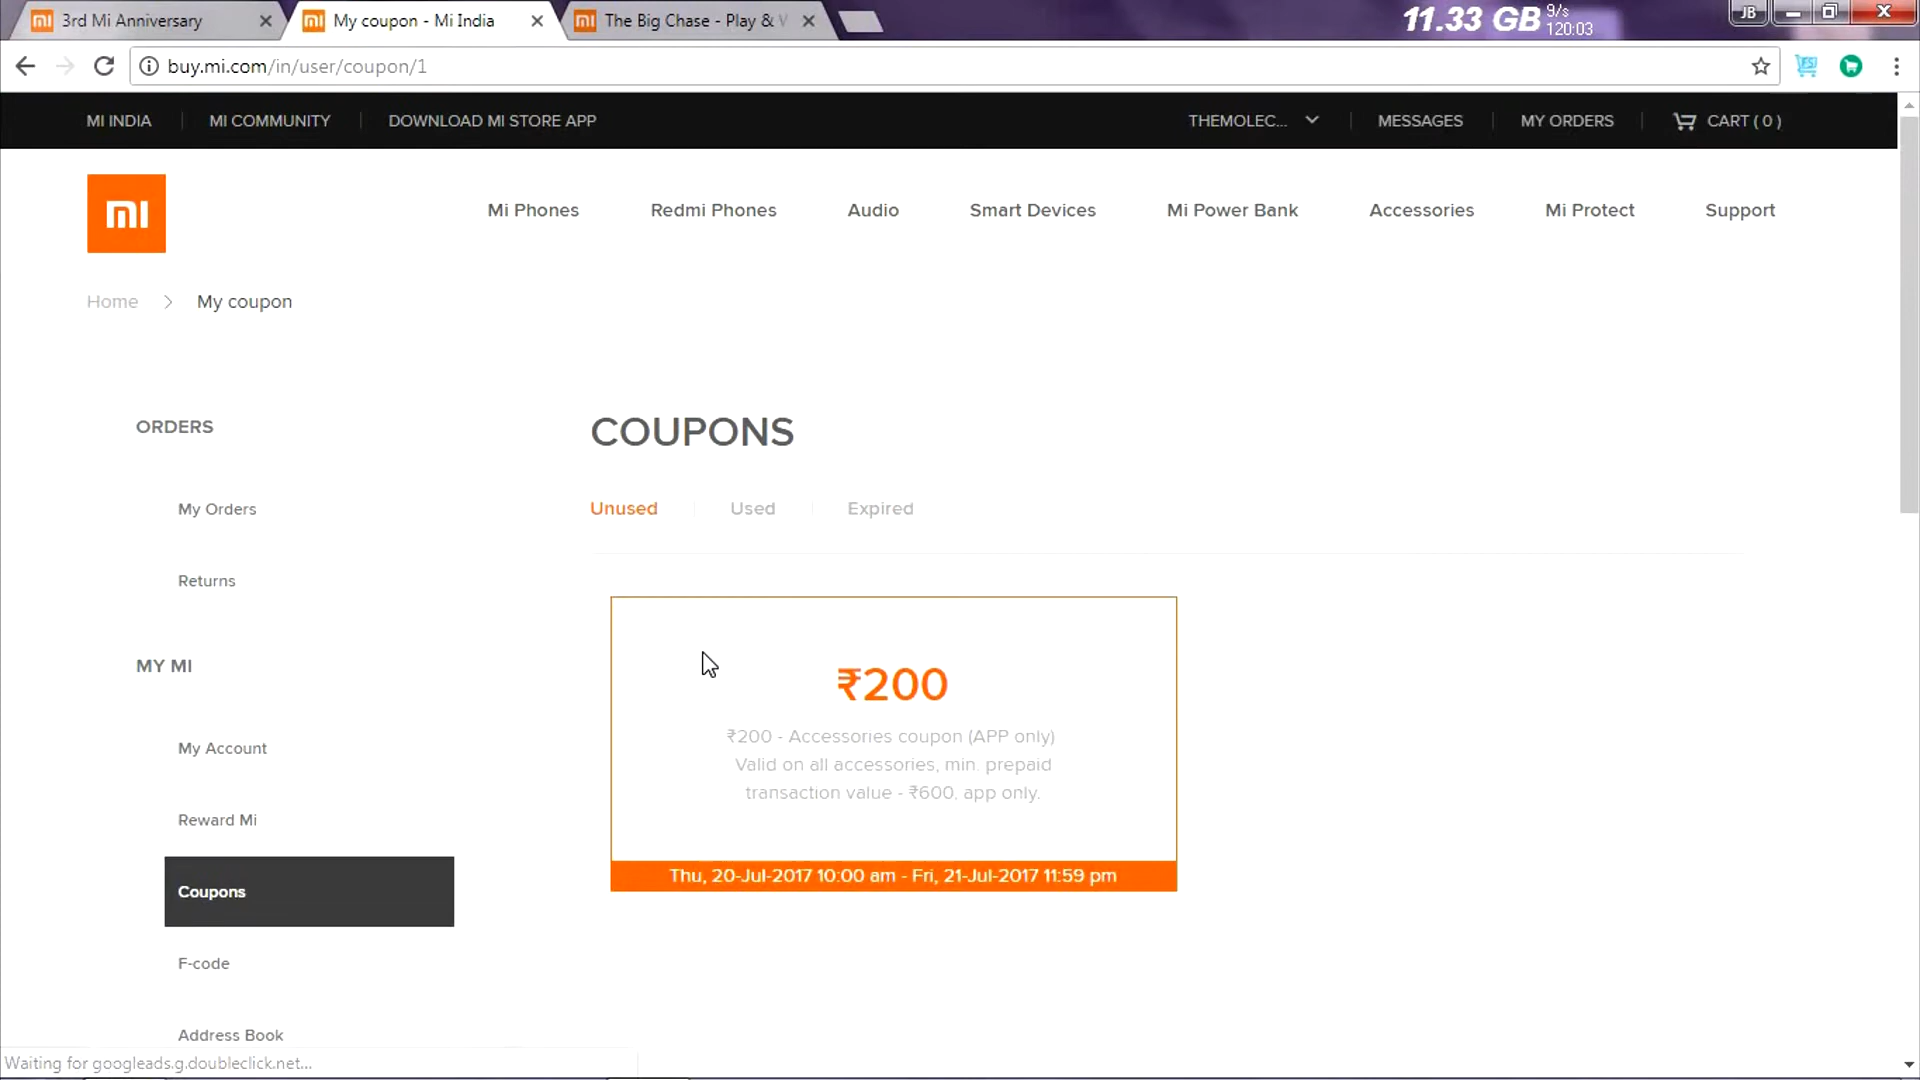 3rd Mi Anniversary
My coupon - Mi India
The Big Chase - Play &
11.33 GB 9/s
120:03
JB
buy.mi.com/in/user/coupon/1
MI INDIA
MI COMMUNITY
DOWNLOAD MI STORE APP
THEMOLEC...
MESSAGES
MY ORDERS
CART ( 0 )
mi
Mi Phones
Redmi Phones
Audio
Smart Devices
Mi Power Bank
Accessories
Mi Protect
Support
Home > My coupon
ORDERS
My Orders
Returns
MY MI
My Account
Reward Mi
Coupons
F-code
Address Book
COUPONS
Unused
Used
Expired
₹200
₹200 - Accessories coupon (APP only)
Valid on all accessories, min. prepaid
transaction value - ₹600, app only.
Thu, 20-Jul-2017 10:00 am - Fri, 21-Jul-2017 11:59 pm
Waiting for googleads.g.doubleclick.net...